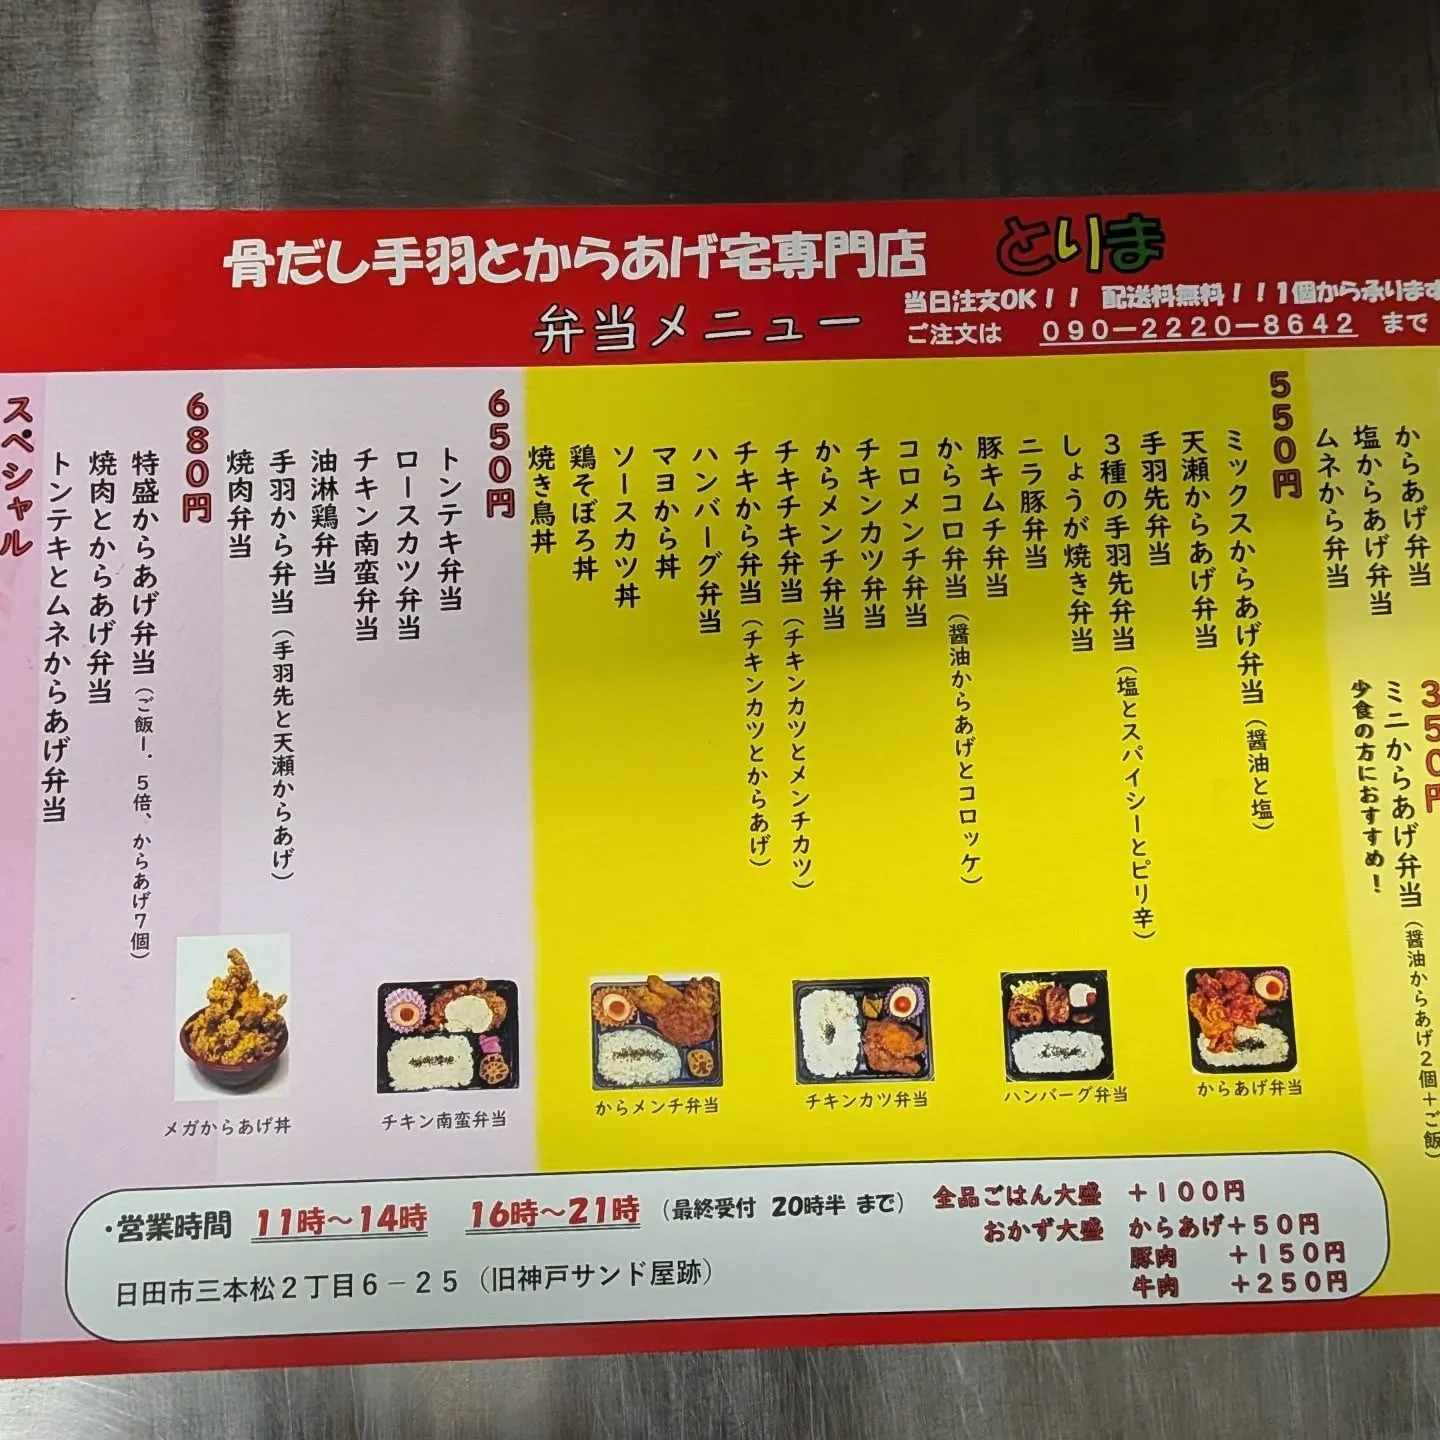 骨だし手羽とからあげ宅専門店
とりま
弁当メニュー
当日注文OK!! 配送料無料!!1個から承ります
ご注文は 090-2220-8642 まで
からあげ弁当
塩からあげ弁当
ムネから弁当
350円
ミニからあげ弁当(醤油からあげ2個+ご飯)
少食の方におすすめ!
550円
ミックスからあげ弁当(醤油と塩)
天瀬からあげ弁当
手羽先弁当
3種の手羽先弁当(塩とスパイシーとピリ辛)
しょうが焼き弁当
ニラ豚弁当
豚キムチ弁当
からコロ弁当(醤油からあげとコロッケ)
コロメンチ弁当
チキンカツ弁当
からメンチ弁当
チキチキ弁当(チキンカツとメンチカツ)
チキから弁当(チキンカツとからあげ)
ハンバーグ弁当
マヨから丼
ソースカツ丼
鶏そぼろ丼
焼き鳥丼
650円
トンテキ弁当
ロースカツ弁当
チキン南蛮弁当
油淋鶏弁当
手羽から弁当(手羽先と天瀬からあげ)
焼肉弁当
680円
特盛からあげ弁当(ご飯1.5倍、からあげ7個)
焼肉とからあげ弁当
トンテキとムネからあげ弁当
スペシャル
メガからあげ丼
チキン南蛮弁当
からメンチ弁当
チキンカツ弁当
ハンバーグ弁当
からあげ弁当
・営業時間 11時～14時 16時～21時 (最終受付 20時半 まで)
日田市三本松2丁目6-25(旧神戸サンド屋跡)
全品ごはん大盛 +100円
おかず大盛 からあげ+50円
豚肉 +150円
牛肉 +250円